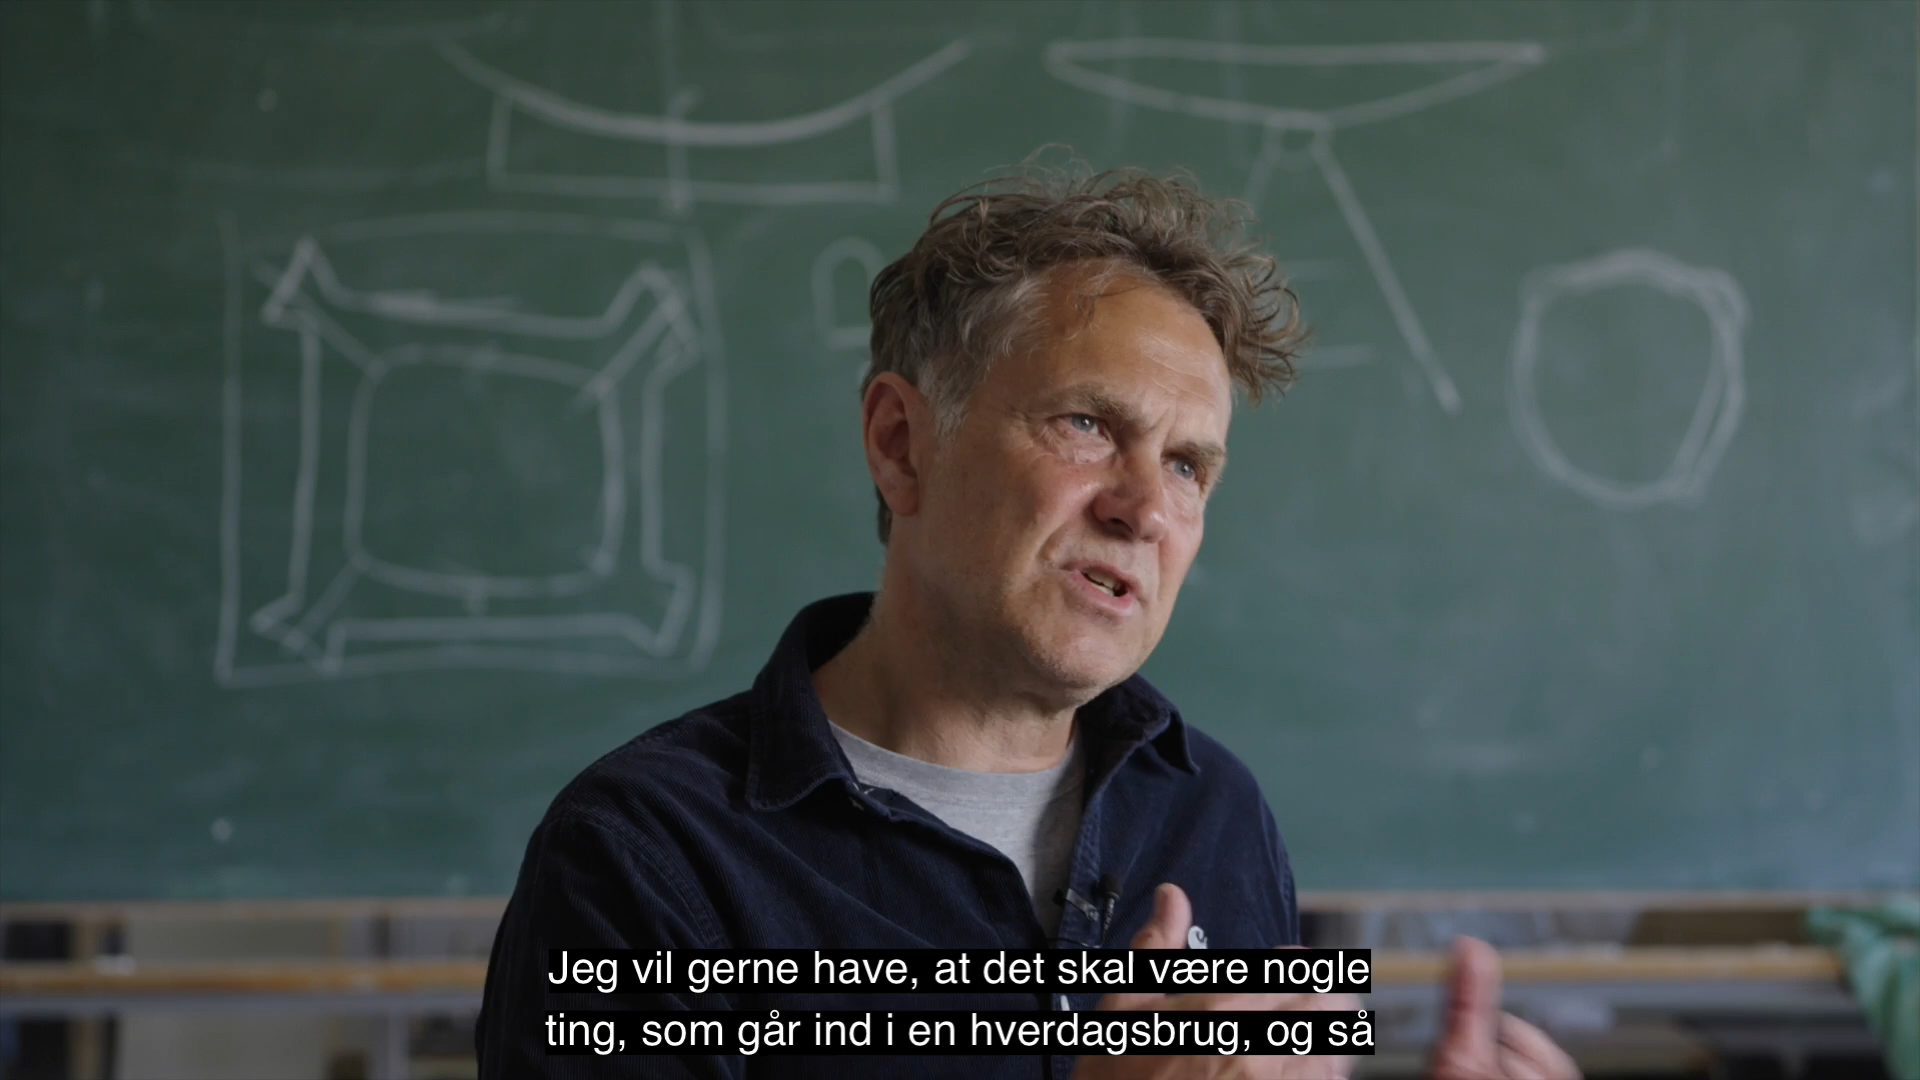 Jeg vil gerne have, at det skal være nogle
ting, som går ind i en hverdagsbrug, og så